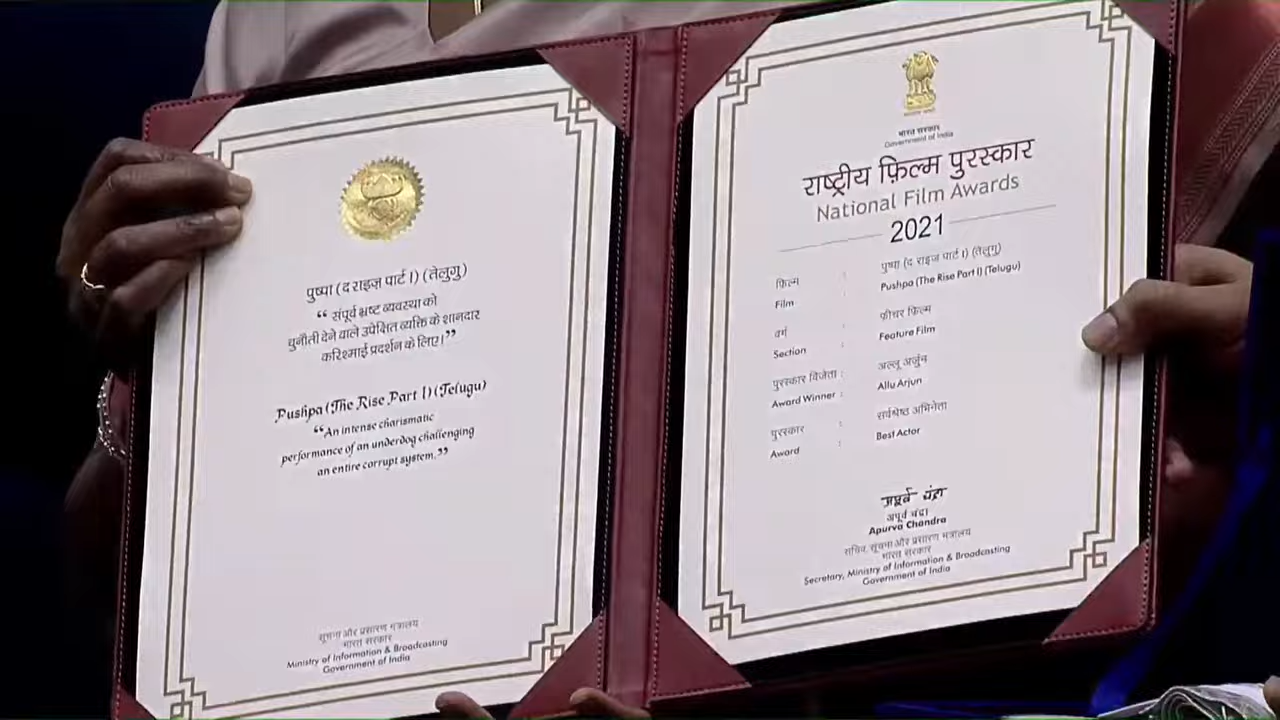 पुष्पा (द राइज़ पार्ट I) (तेलुगु)
“ संपूर्ण भ्रष्ट व्यवस्था को
चुनौती देने वाले उपेक्षित व्यक्ति के शानदार
करिश्माई प्रदर्शन के लिए।”
Pushpa (The Rise Part I) (Telugu)
“An intense charismatic
performance of an underdog challenging
an entire corrupt system.”
सूचना और प्रसारण मंत्रालय
भारत सरकार
Ministry of Information & Broadcasting
Government of India
भारत सरकार
Government of India
राष्ट्रीय फ़िल्म पुरस्कार
National Film Awards
2021
फ़िल्म : पुष्पा (द राइज़ पार्ट I) (तेलुगु)
Film : Pushpa (The Rise Part I) (Telugu)
वर्ग : फ़ीचर फ़िल्म
Section : Feature Film
पुरस्कार विजेता : अल्लू अर्जुन
Award Winner : Allu Arjun
पुरस्कार : सर्वश्रेष्ठ अभिनेता
Award : Best Actor
अपूर्व चंद्रा
अपूर्व चंद्रा
Apurva Chandra
सचिव, सूचना और प्रसारण मंत्रालय
भारत सरकार
Secretary, Ministry of Information & Broadcasting
Government of India